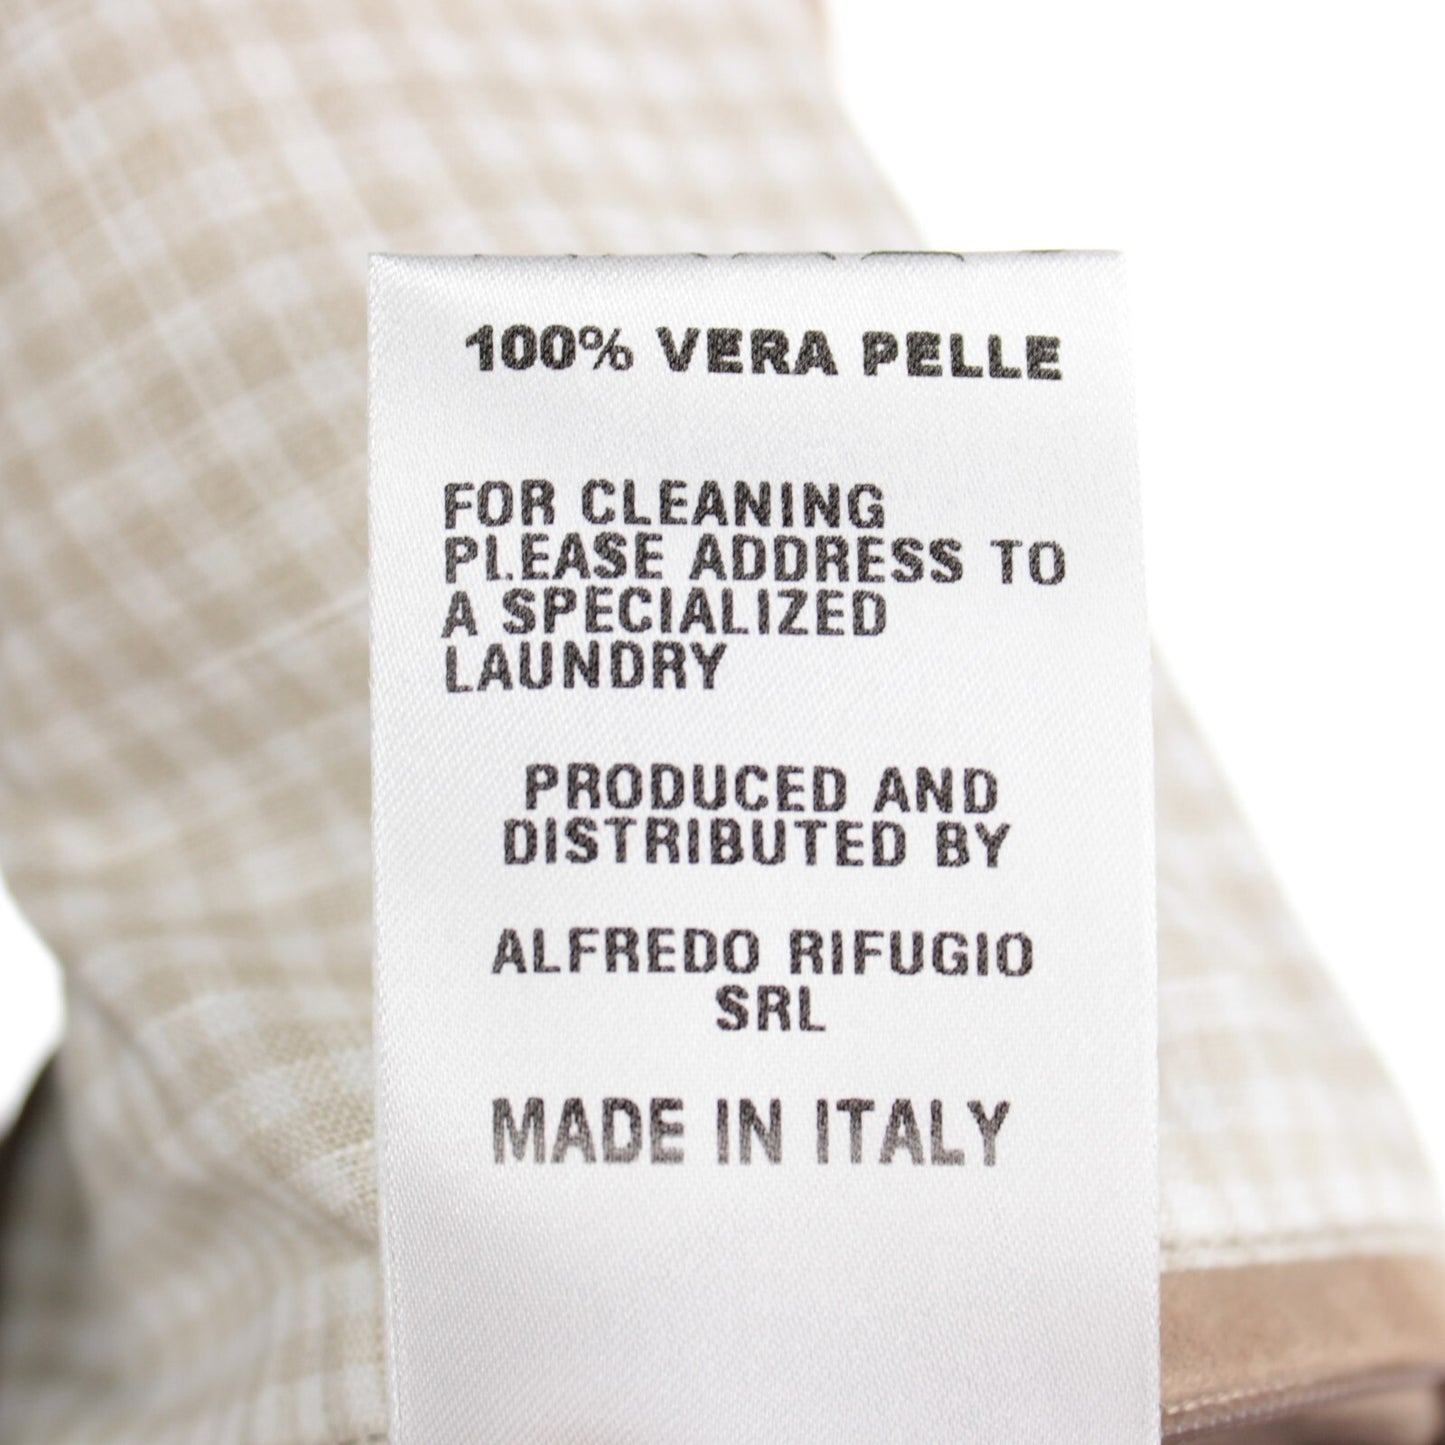 100% VERA PELLE
FOR CLEANING
PLEASE ADDRESS TO
A SPECIALIZED
LAUNDRY
PRODUCED AND
DISTRIBUTED BY
ALFREDO RIFUGIO
SRL
MADE IN ITALY